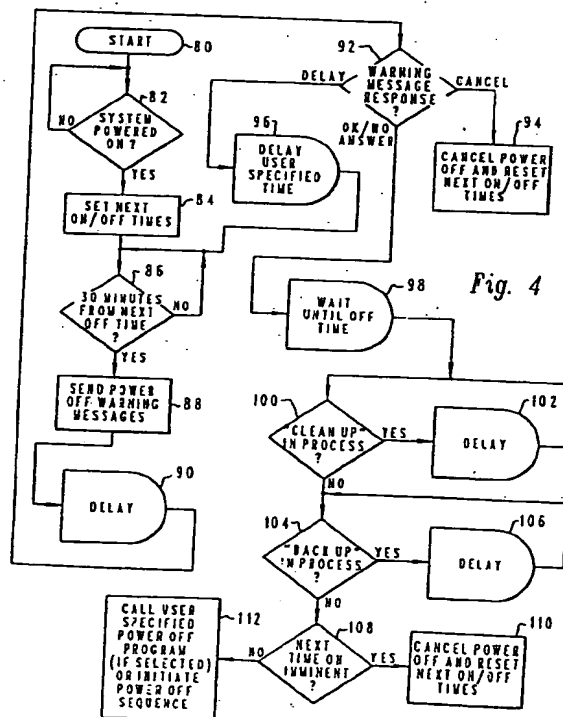 START
80
82
SYSTEM
POWERED
ON ?
NO
YES
SET NEXT
ON/OFF TIMES
84
86
30 MINUTES
FROM NEXT
OFF TIME
?
NO
YES
SEND POWER
OFF WARNING
MESSAGES
88
90
DELAY
92
WARNING
MESSAGE
RESPONSE
?
DELAY
CANCEL
OK/NO
ANSWER
94
CANCEL POWER
OFF AND RESET
NEXT ON/OFF
TIMES
96
DELAY
USER
SPECIFIED
TIME
98
WAIT
UNTIL OFF
TIME
Fig. 4
100
"CLEAN UP"
IN PROCESS
?
YES
NO
102
DELAY
104
"BACK UP"
IN PROCESS
?
YES
NO
106
DELAY
108
NEXT
TIME ON
IMMINENT
?
NO
YES
110
CANCEL POWER
OFF AND RESET
NEXT ON/OFF
TIMES
112
CALL USER
SPECIFIED
POWER OFF
PROGRAM
(IF SELECTED)
OR INITIATE
POWER OFF
SEQUENCE